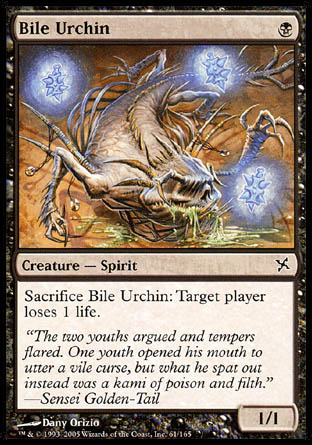 Bile Urchin
Creature — Spirit
Sacrifice Bile Urchin: Target player
loses 1 life.
“The two youths argued and tempers
flared. One youth opened his mouth to
utter a vile curse, but what he spat out
instead was a kami of poison and filth.”
—Sensei Golden-Tail
Dany Orizio
™ & © 1993–2005 Wizards of the Coast, Inc. 61/165
1/1